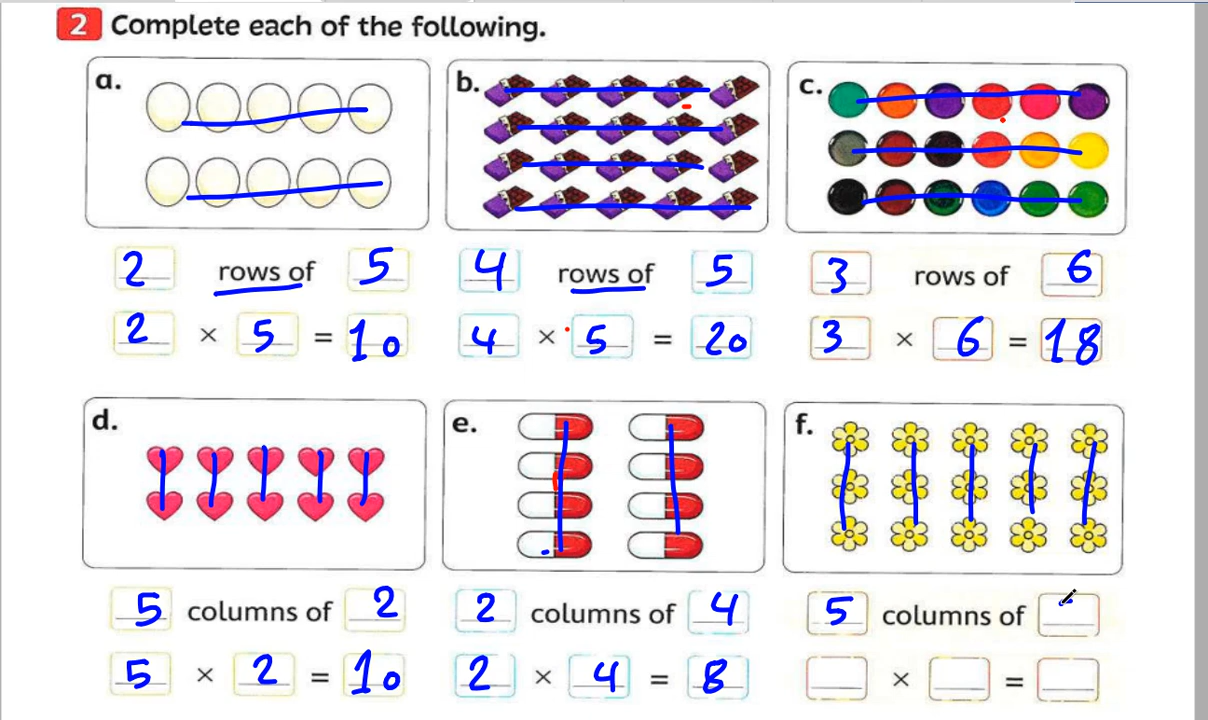 2 Complete each of the following.
a. b. c.
2 rows of 5 4 rows of 5 3 rows of 6
2 × 5 = 10 4 × 5 = 20 3 × 6 = 18
d. e. f.
5 columns of 2 2 columns of 4 5 columns of
5 × 2 = 10 2 × 4 = 8 × =